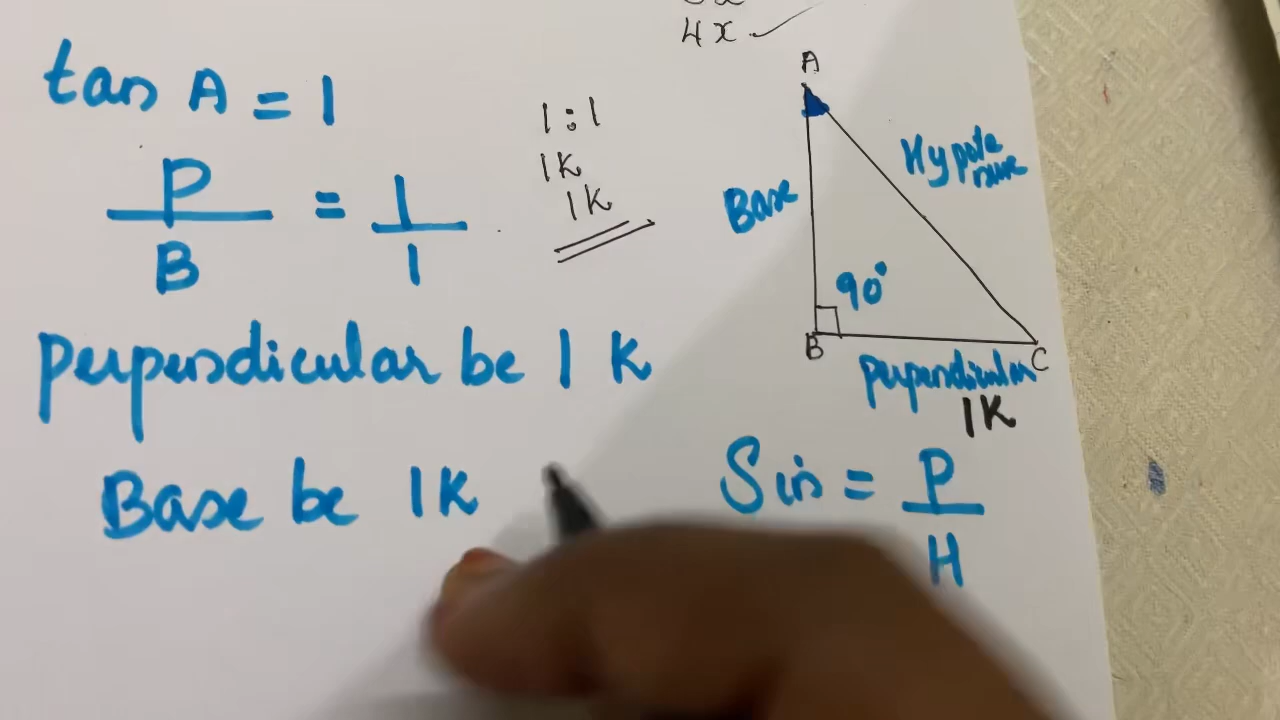 tan A = 1
P/B = 1/1
perpendicular be 1 K
Base be 1K
1:1
1K
1K
4x ✓
A
Hypotenuse
Base
90°
B
C
perpendicular
1K
Sin = P/H